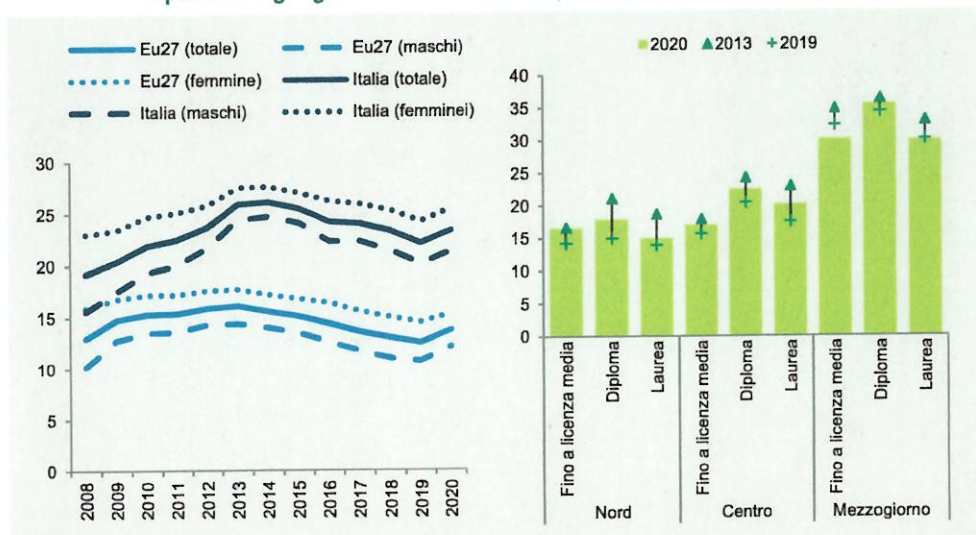 Eu27 (totale)
Eu27 (maschi)
Eu27 (femmine)
Italia (totale)
Italia (maschi)
Italia (femminei)
30
25
20
15
10
5
0
2008
2009
2010
2011
2012
2013
2014
2015
2016
2017
2018
2019
2020
2020
2013
2019
40
35
30
25
20
15
10
5
0
Fino a licenza media
Diploma
Laurea
Fino a licenza media
Diploma
Laurea
Fino a licenza media
Diploma
Laurea
Nord
Centro
Mezzogiorno